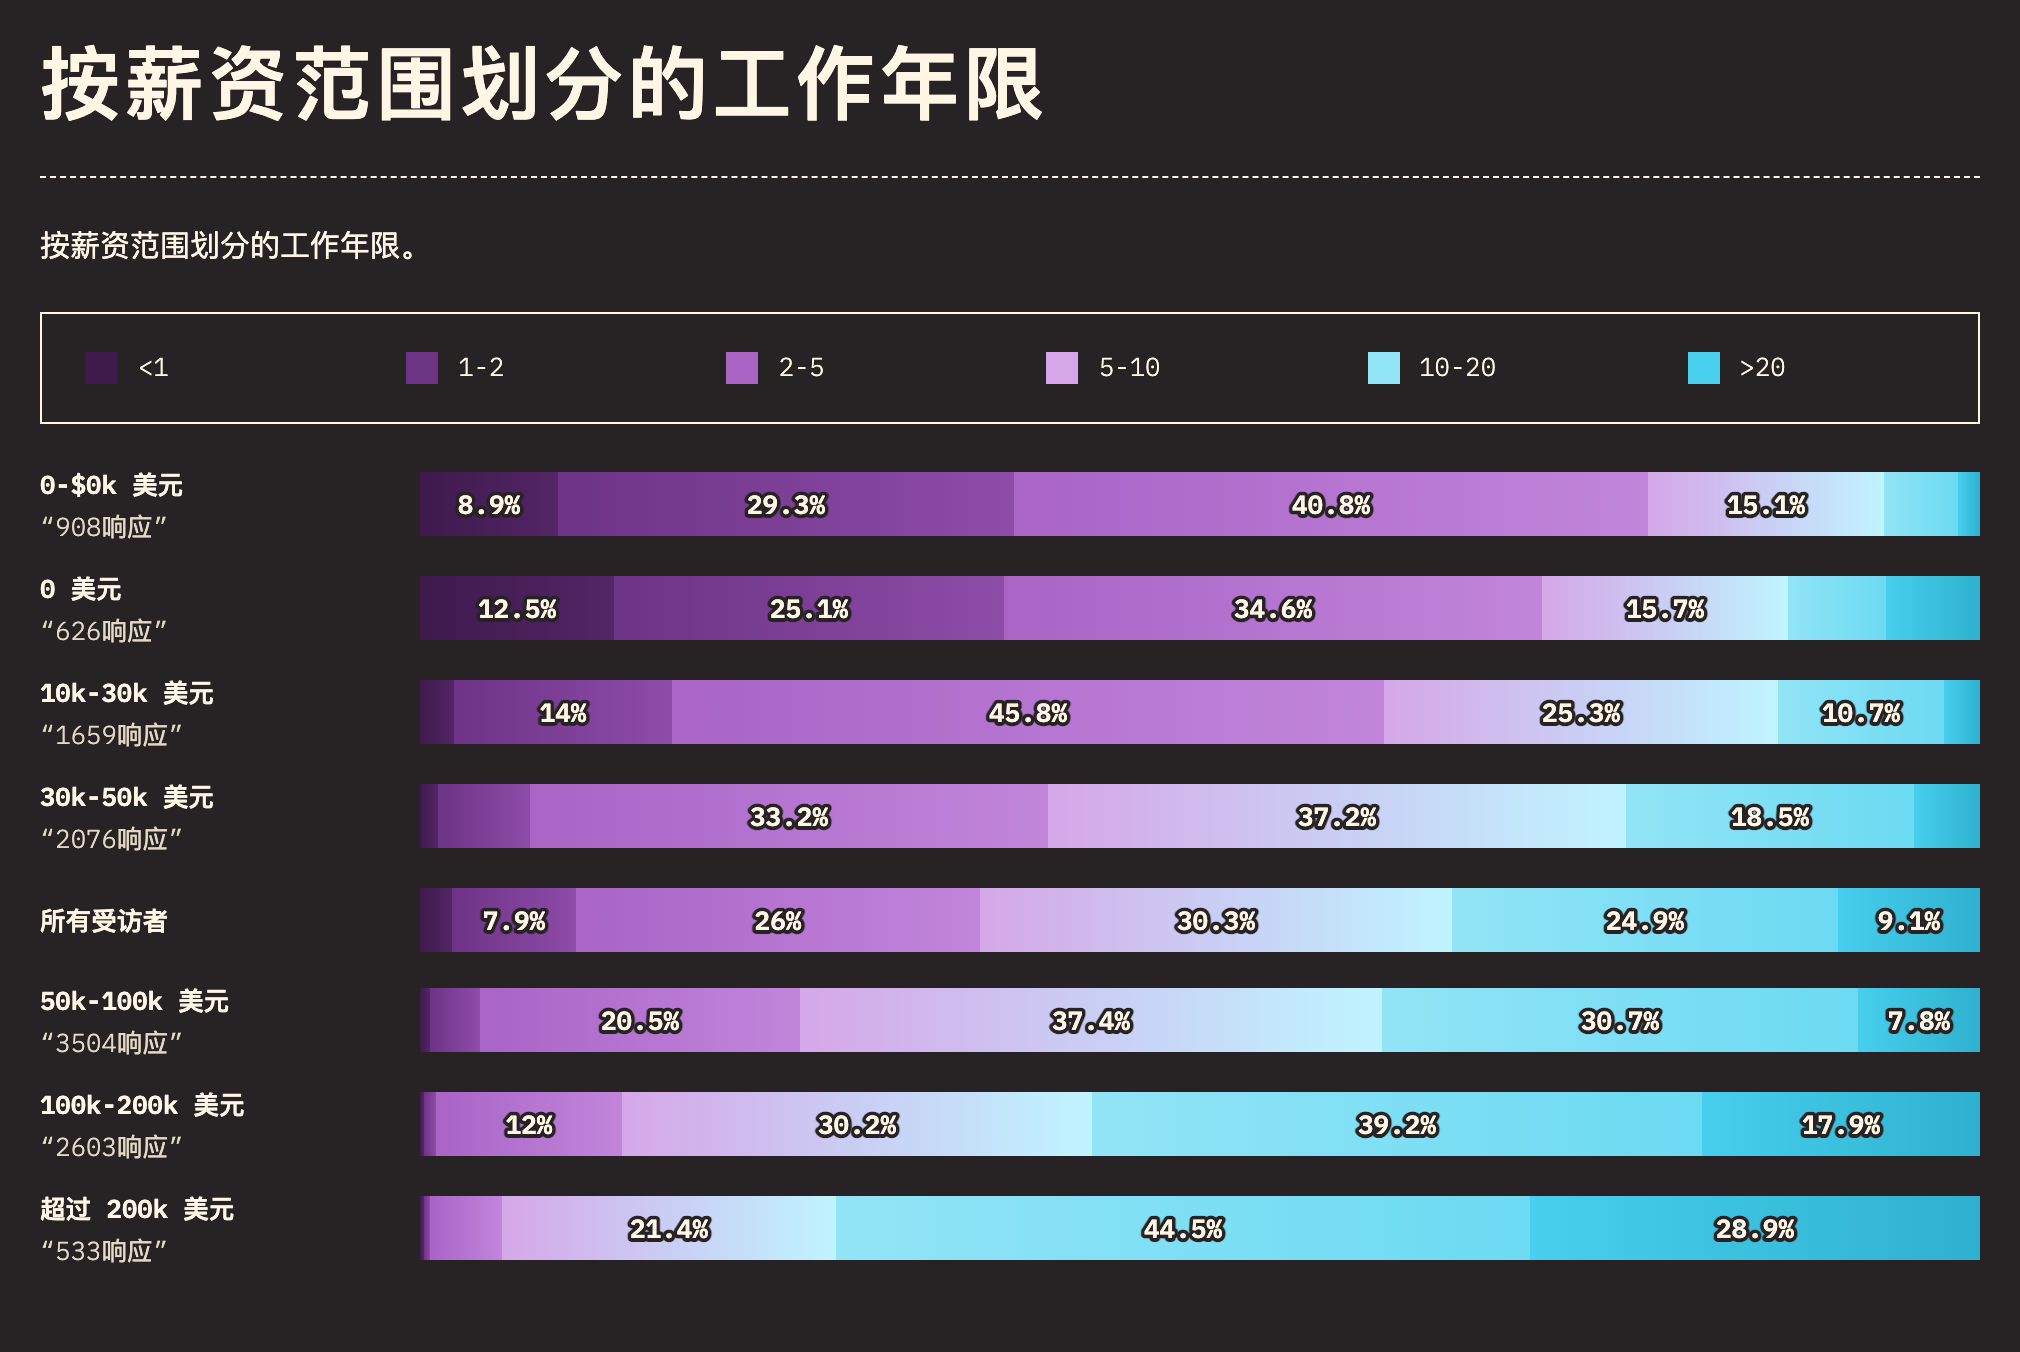 按薪资范围划分的工作年限
按薪资范围划分的工作年限。
<1 1-2 2-5 5-10 10-20 >20
0-$0k 美元
8.9% 29.3% 40.8% 15.1%
“908响应”
0 美元
12.5% 25.1% 34.6% 15.7%
“626响应”
10k-30k 美元
14% 45.8% 25.3% 10.7%
“1659响应”
30k-50k 美元
33.2% 37.2% 18.5%
“2076响应”
所有受访者 7.9% 26% 30.3% 24.9% 9.1%
50k-100k 美元
20.5% 37.4% 30.7% 7.8%
“3504响应”
100k-200k 美元
12% 30.2% 39.2% 17.9%
“2603响应”
超过 200k 美元
21.4% 44.5% 28.9%
“533响应”